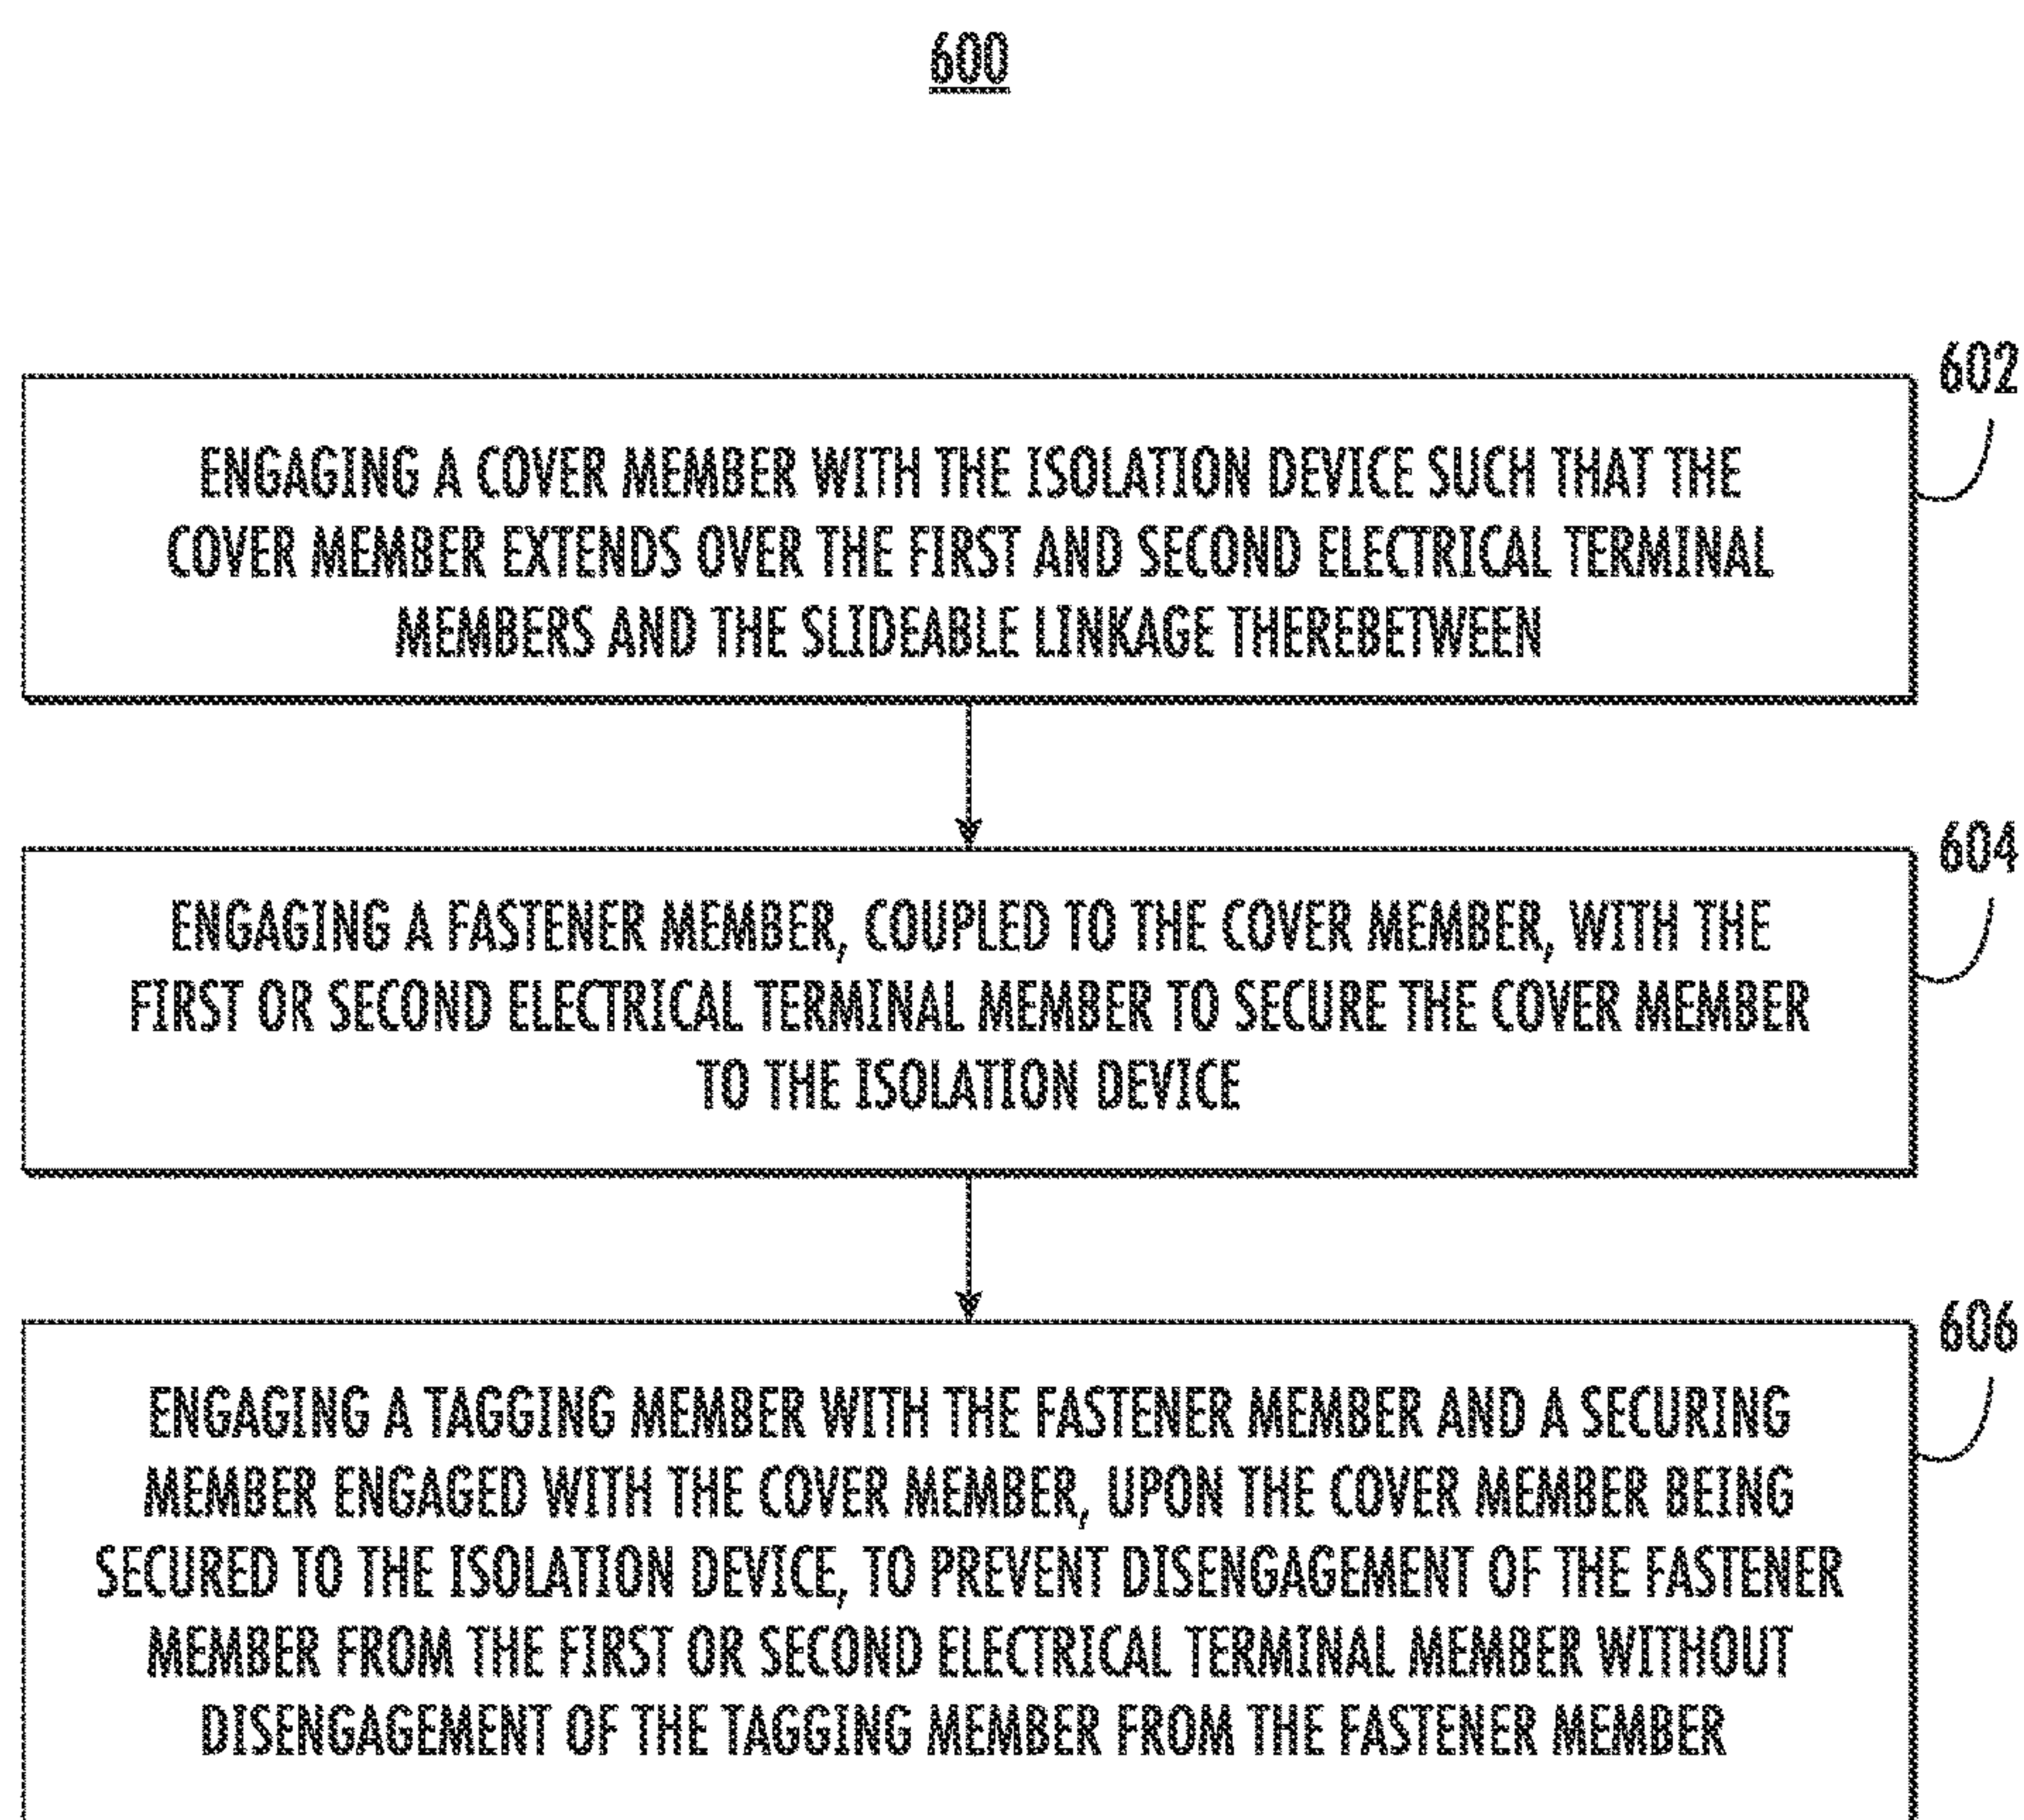 600
602
ENGAGING A COVER MEMBER WITH THE ISOLATION DEVICE SUCH THAT THE
COVER MEMBER EXTENDS OVER THE FIRST AND SECOND ELECTRICAL TERMINAL
MEMBERS AND THE SLIDEABLE LINKAGE THEREBETWEEN
604
ENGAGING A FASTENER MEMBER, COUPLED TO THE COVER MEMBER, WITH THE
FIRST OR SECOND ELECTRICAL TERMINAL MEMBER TO SECURE THE COVER MEMBER
TO THE ISOLATION DEVICE
606
ENGAGING A TAGGING MEMBER WITH THE FASTENER MEMBER AND A SECURING
MEMBER ENGAGED WITH THE COVER MEMBER, UPON THE COVER MEMBER BEING
SECURED TO THE ISOLATION DEVICE, TO PREVENT DISENGAGEMENT OF THE FASTENER
MEMBER FROM THE FIRST OR SECOND ELECTRICAL TERMINAL MEMBER WITHOUT
DISENGAGEMENT OF THE TAGGING MEMBER FROM THE FASTENER MEMBER